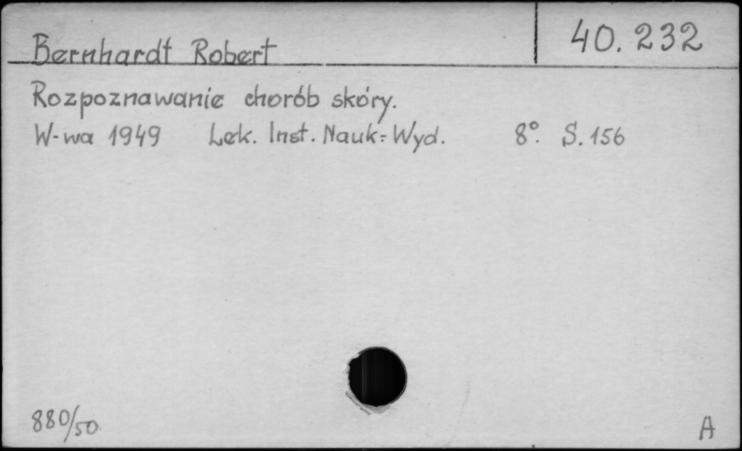 Bernhardt Robert 40.232
Rozpoznawanie chorób skóry.
W-wa 1949 Lek. Inst. Nauk-Wyd. 8°. S. 156
880/50 A